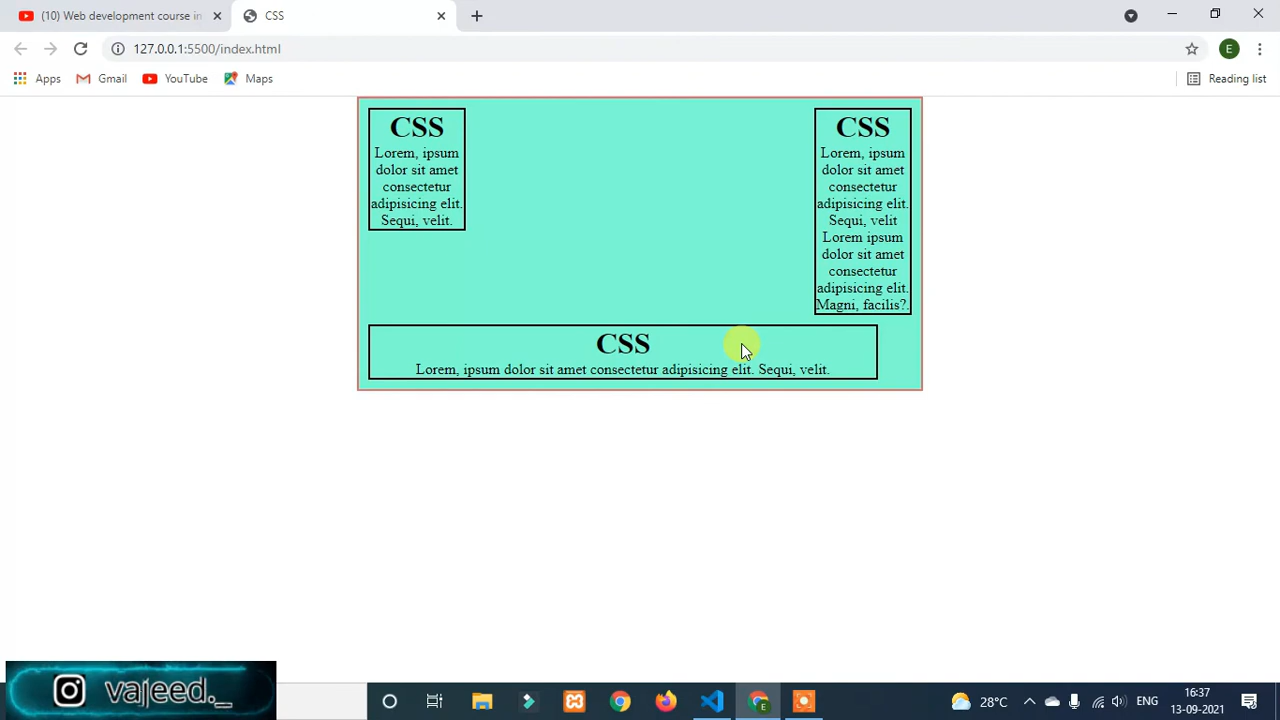 (10) Web development course in
CSS
127.0.0.1:5500/index.html
E
Apps
Gmail
YouTube
Maps
Reading list
CSS
Lorem, ipsum
dolor sit amet
consectetur
adipisicing elit.
Sequi, velit.
CSS
Lorem, ipsum
dolor sit amet
consectetur
adipisicing elit.
Sequi, velit
Lorem ipsum
dolor sit amet
consectetur
adipisicing elit.
Magni, facilis?.
CSS
Lorem, ipsum dolor sit amet consectetur adipisicing elit. Sequi, velit.
vajeed._
28°C
ENG
16:37
13-09-2021